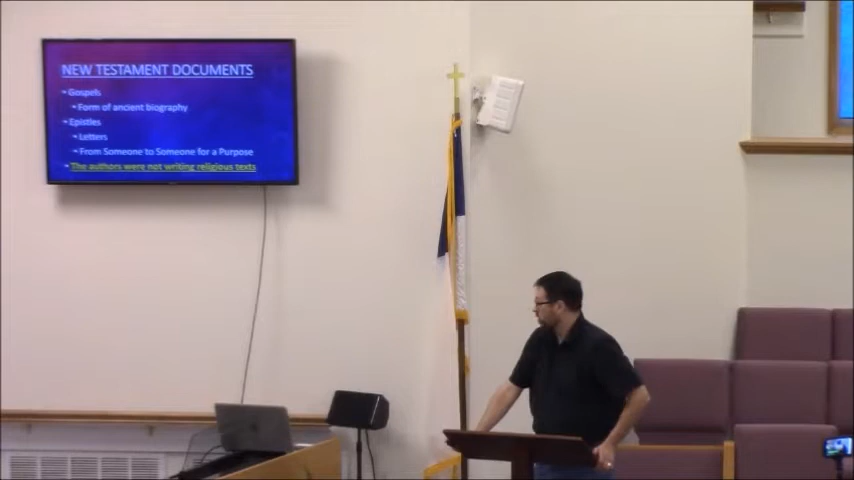 NEW TESTAMENT DOCUMENTS
• Gospels
• Form of ancient biography
• Epistles
• Letters
• From Someone to Someone for a Purpose
• The authors were not writing religious texts